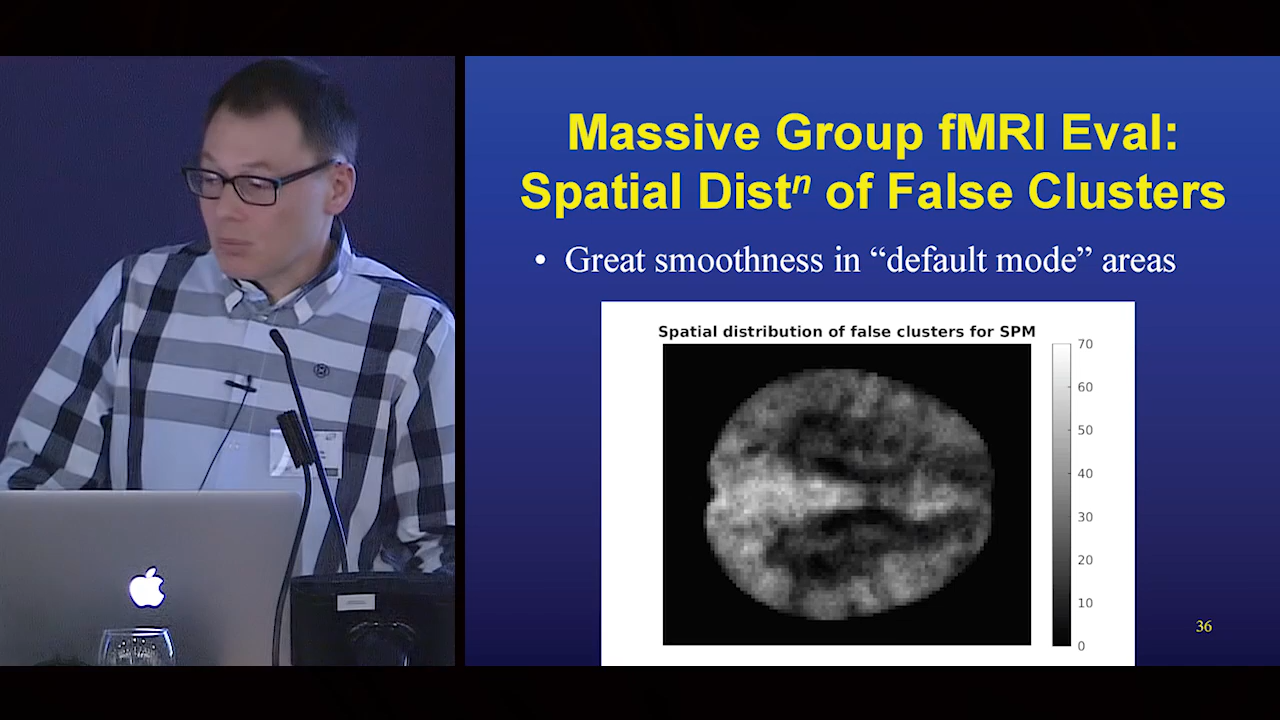 Massive Group fMRI Eval:
Spatial Distⁿ of False Clusters
• Great smoothness in “default mode” areas
Spatial distribution of false clusters for SPM
70
60
50
40
30
20
10
0
36